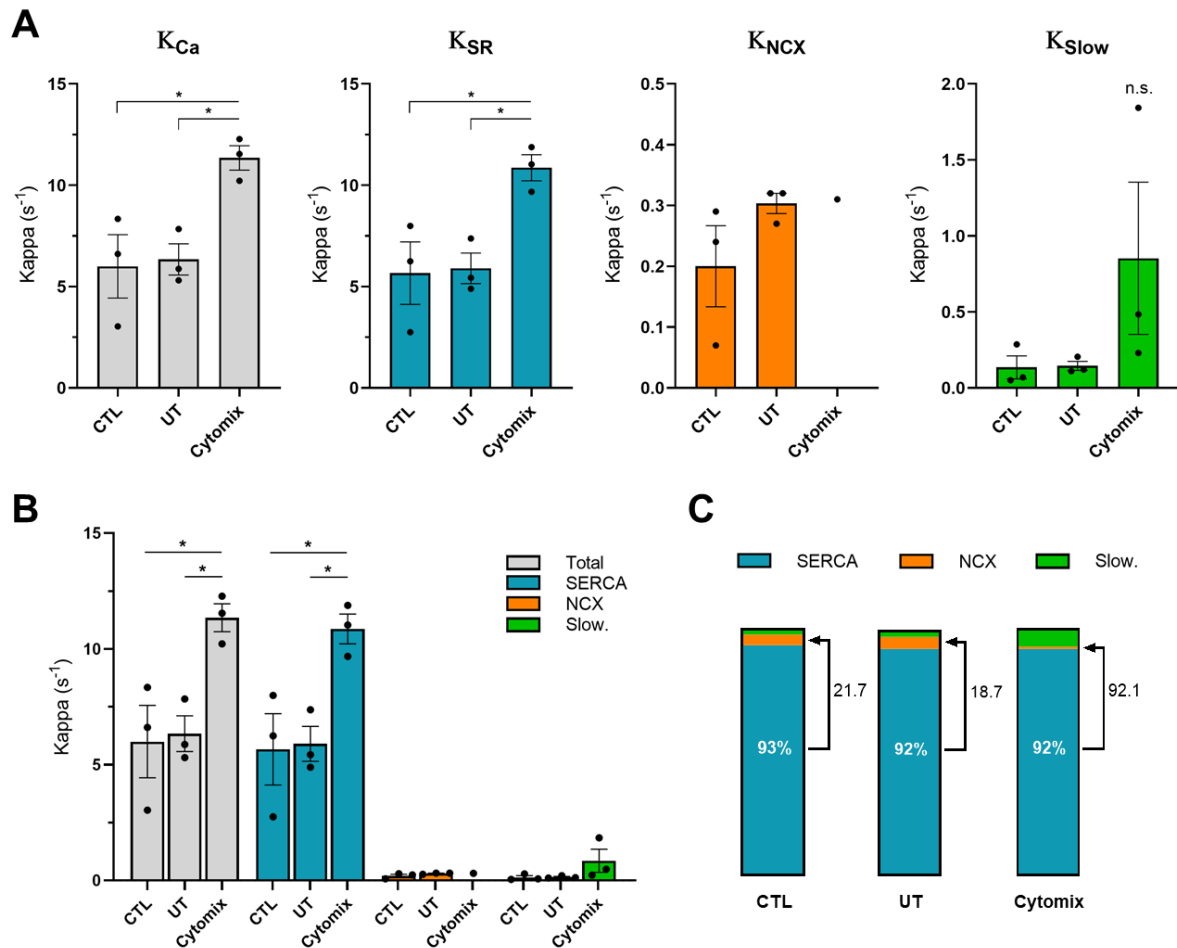 A
KCa
KSR
KNCX
KSlow
15
10
5
0
Kappa (s-1)
*
*
CTL
UT
Cytomix
15
10
5
0
Kappa (s-1)
*
*
CTL
UT
Cytomix
0.5
0.4
0.3
0.2
0.1
0.0
Kappa (s-1)
CTL
UT
Cytomix
2.0
1.5
1.0
0.5
0.0
Kappa (s-1)
n.s.
CTL
UT
Cytomix
B
15
10
5
0
Kappa (s-1)
*
*
*
*
Total
SERCA
NCX
Slow.
CTL
UT
Cytomix
CTL
UT
Cytomix
CTL
UT
Cytomix
CTL
UT
Cytomix
C
SERCA
NCX
Slow.
93%
21.7
92%
18.7
92%
92.1
CTL
UT
Cytomix